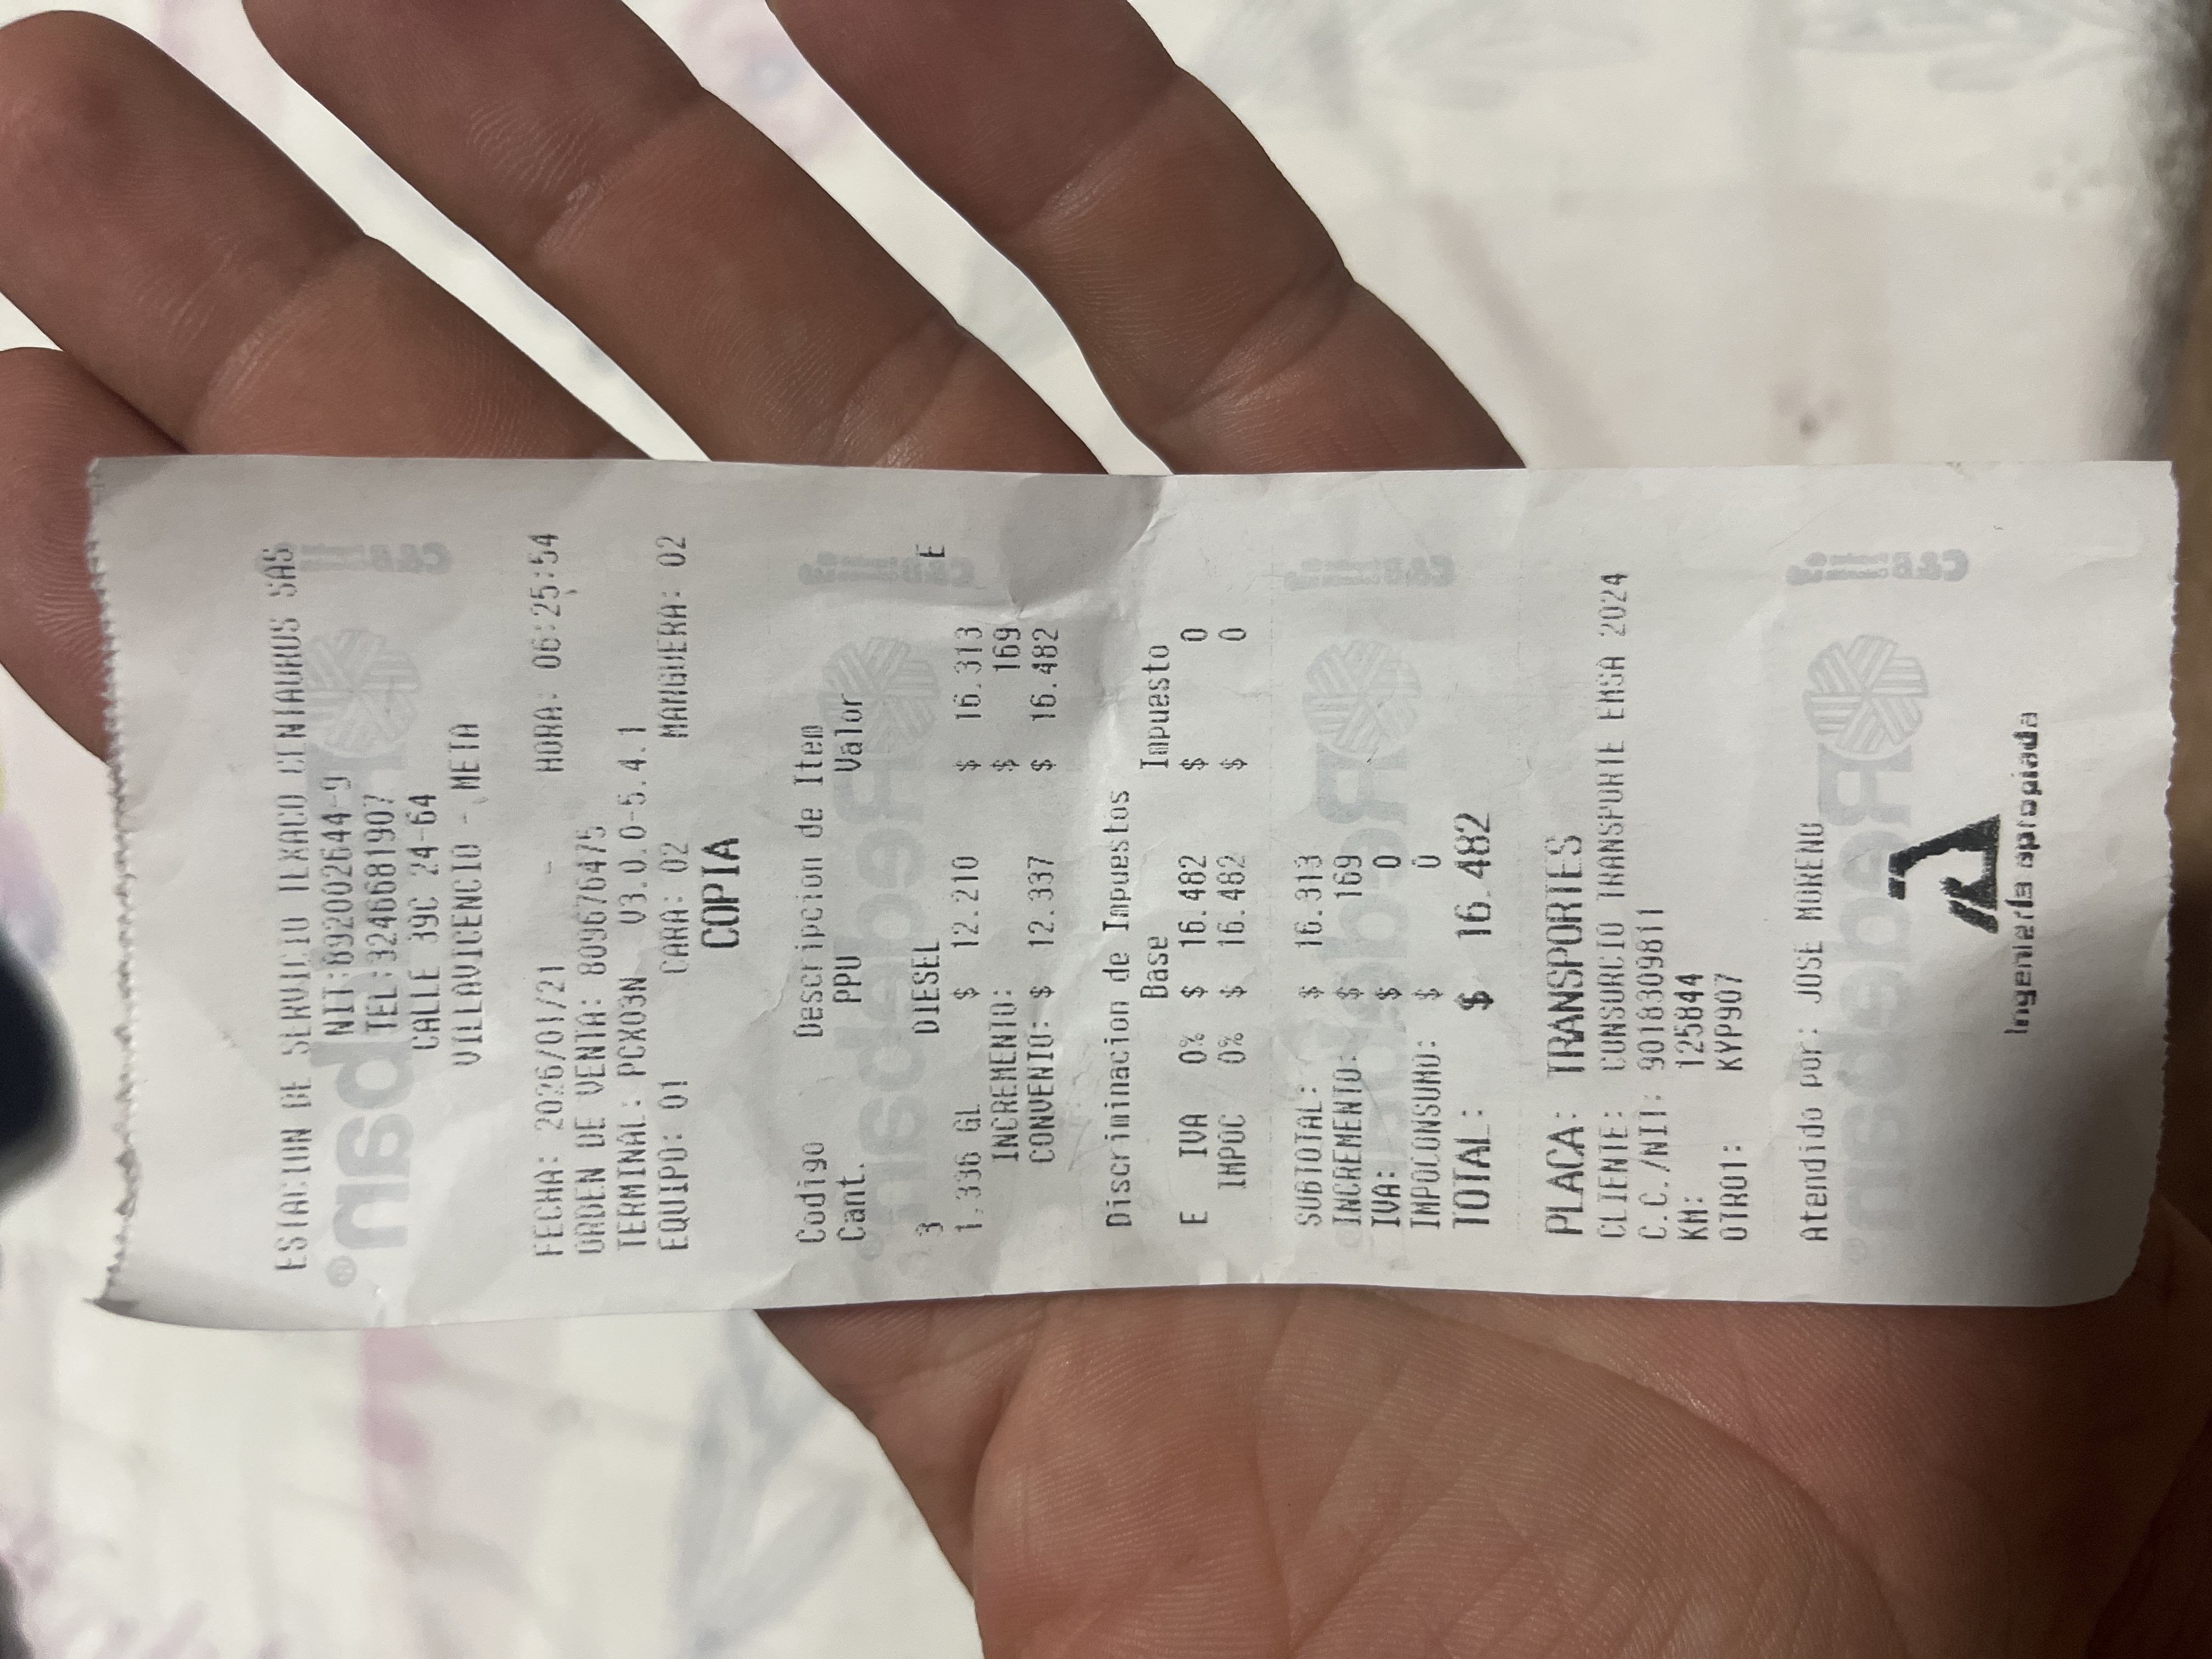 ESTACION DE SERVICIO TEXACO CENTAURUS SAS
NIT:892002644-9
TEL:3246681907
CALLE 39C 24-64
VILLAVICENCIO - META
FECHA: 2026/01/21 - HORA: 06:25:54
ORDEN DE VENTA: 809676475
TERMINAL: PCX03N V3.0.0-5.4.1
EQUIPO: 01 CARA: 02 MANGUERA: 02
COPIA
Codigo Descripcion de Item
Cant. PPU Valor
3 DIESEL E
1.336 GL $ 12.210 $ 16.313
INCREMENTO: $ 169
CONVENIO: $ 12.337 $ 16.482
Discriminacion de Impuestos
Base Impuesto
E IVA 0% $ 16.482 $ 0
IMPOC 0% $ 16.482 $ 0
SUBTOTAL: $ 16.313
INCREMENTO: $ 169
IVA: $ 0
IMPOCONSUMO: $ 0
TOTAL: $ 16.482
PLACA: TRANSPORTES
CLIENTE: CONSORCIO TRANSPORTE EMSA 2024
C.C./NIT: 9018309811
KM: 125844
OTRO1: KYP907
Atendido por: JOSE MORENO
Ingeniería apropiada